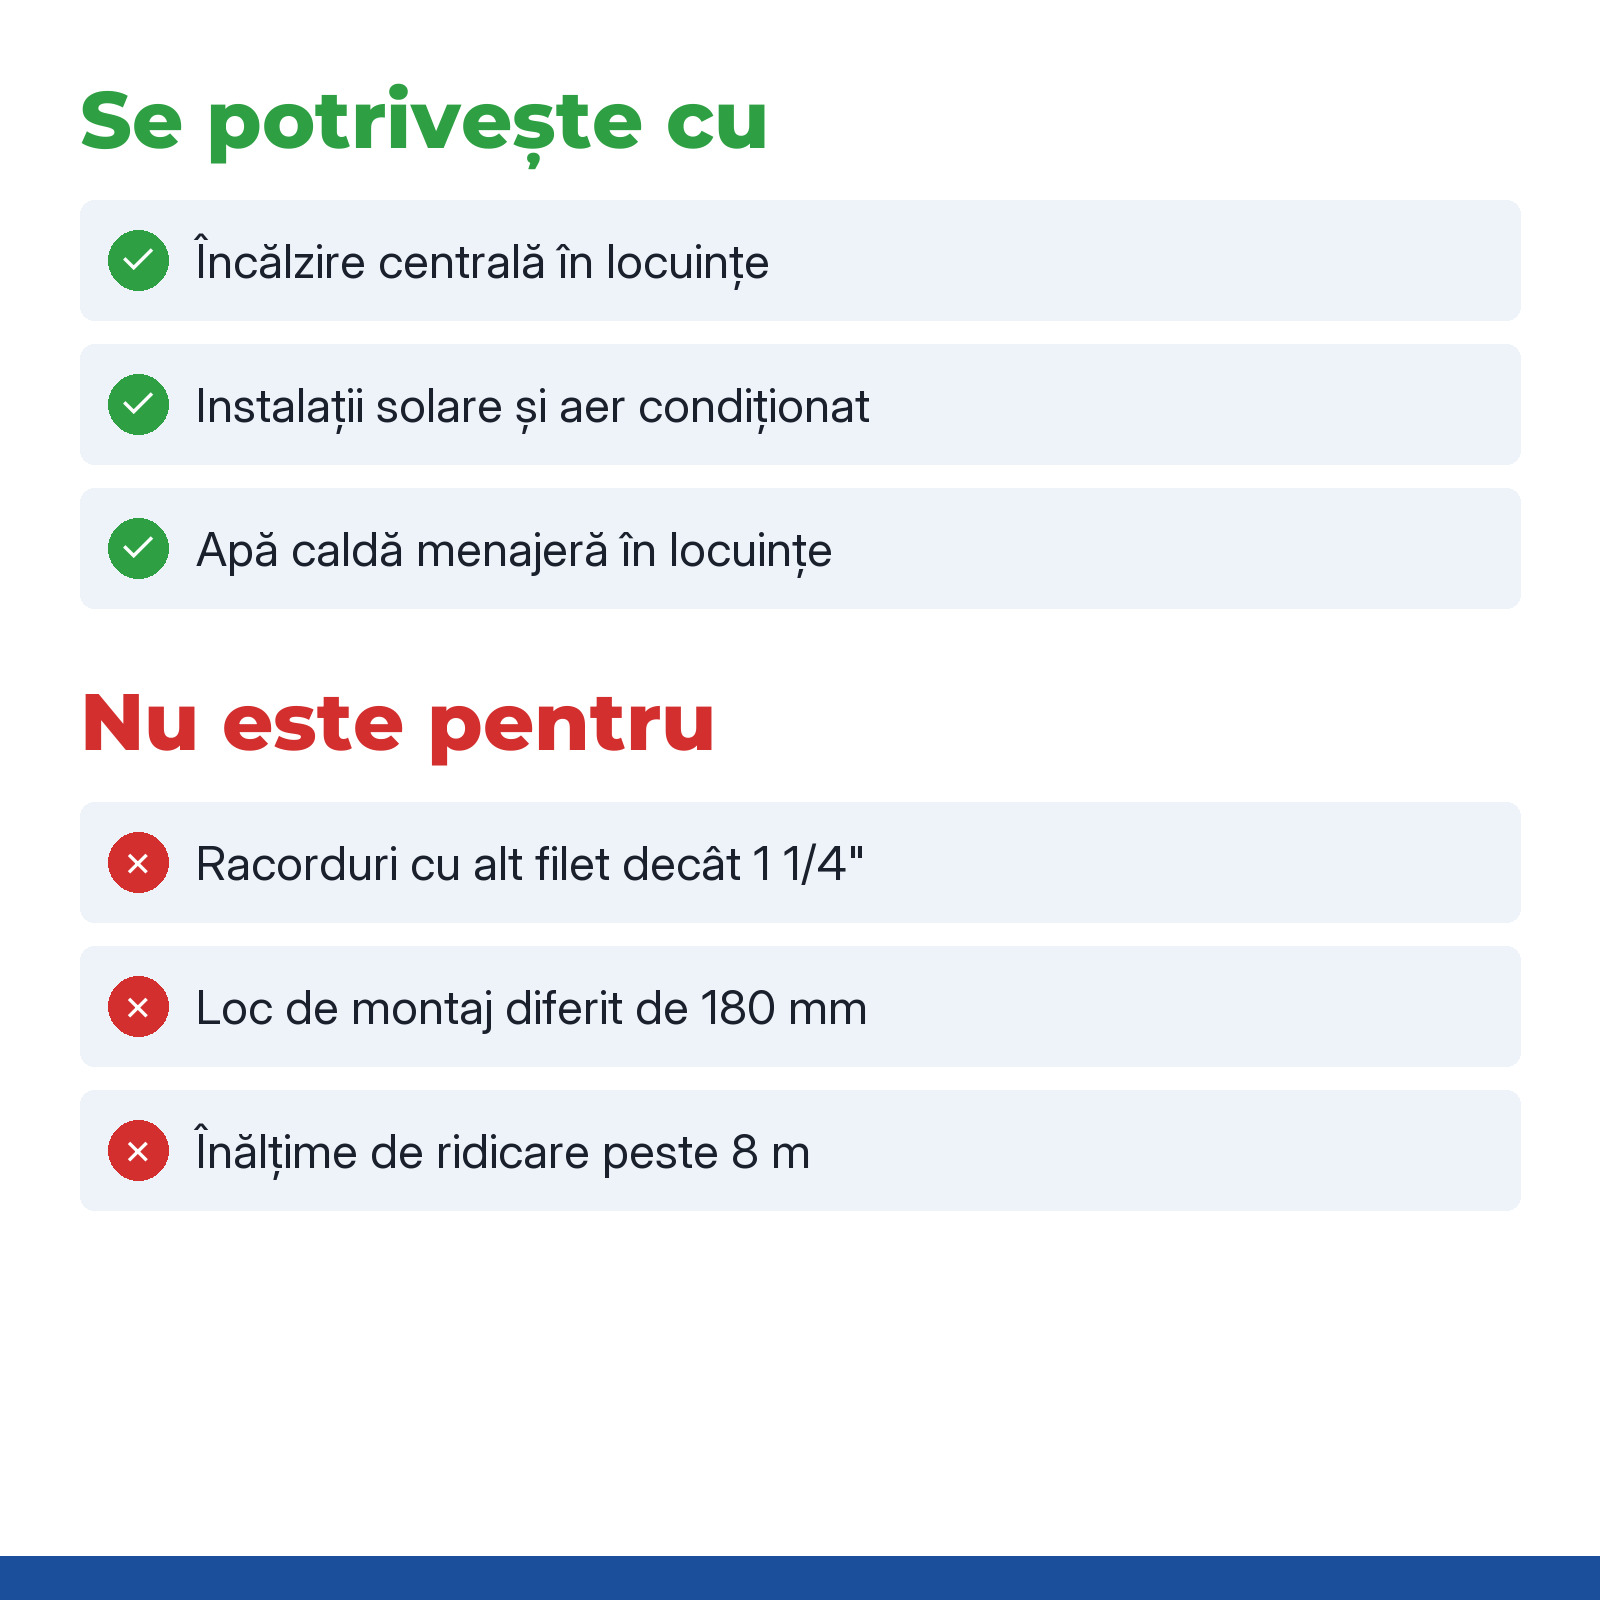 Se potrivește cu
Încălzire centrală în locuințe
Instalații solare și aer condiționat
Apă caldă menajeră în locuințe
Nu este pentru
Racorduri cu alt filet decât 1 1/4"
Loc de montaj diferit de 180 mm
Înălțime de ridicare peste 8 m